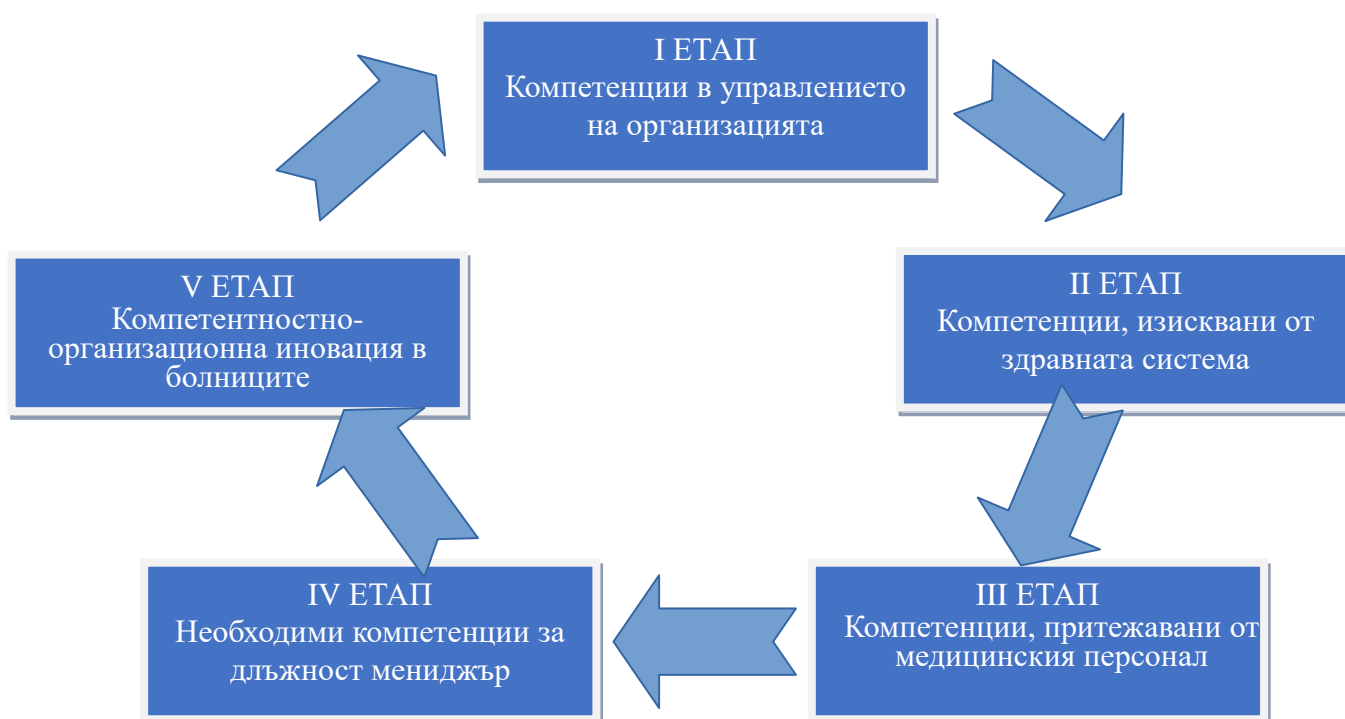 I ЕТАП
Компетенции в управлението
на организацията
II ЕТАП
Компетенции, изисквани от
здравната система
III ЕТАП
Компетенции, притежавани от
медицинския персонал
IV ЕТАП
Необходими компетенции за
длъжност мениджър
V ЕТАП
Компетентностно-
организационна иновация в
болниците